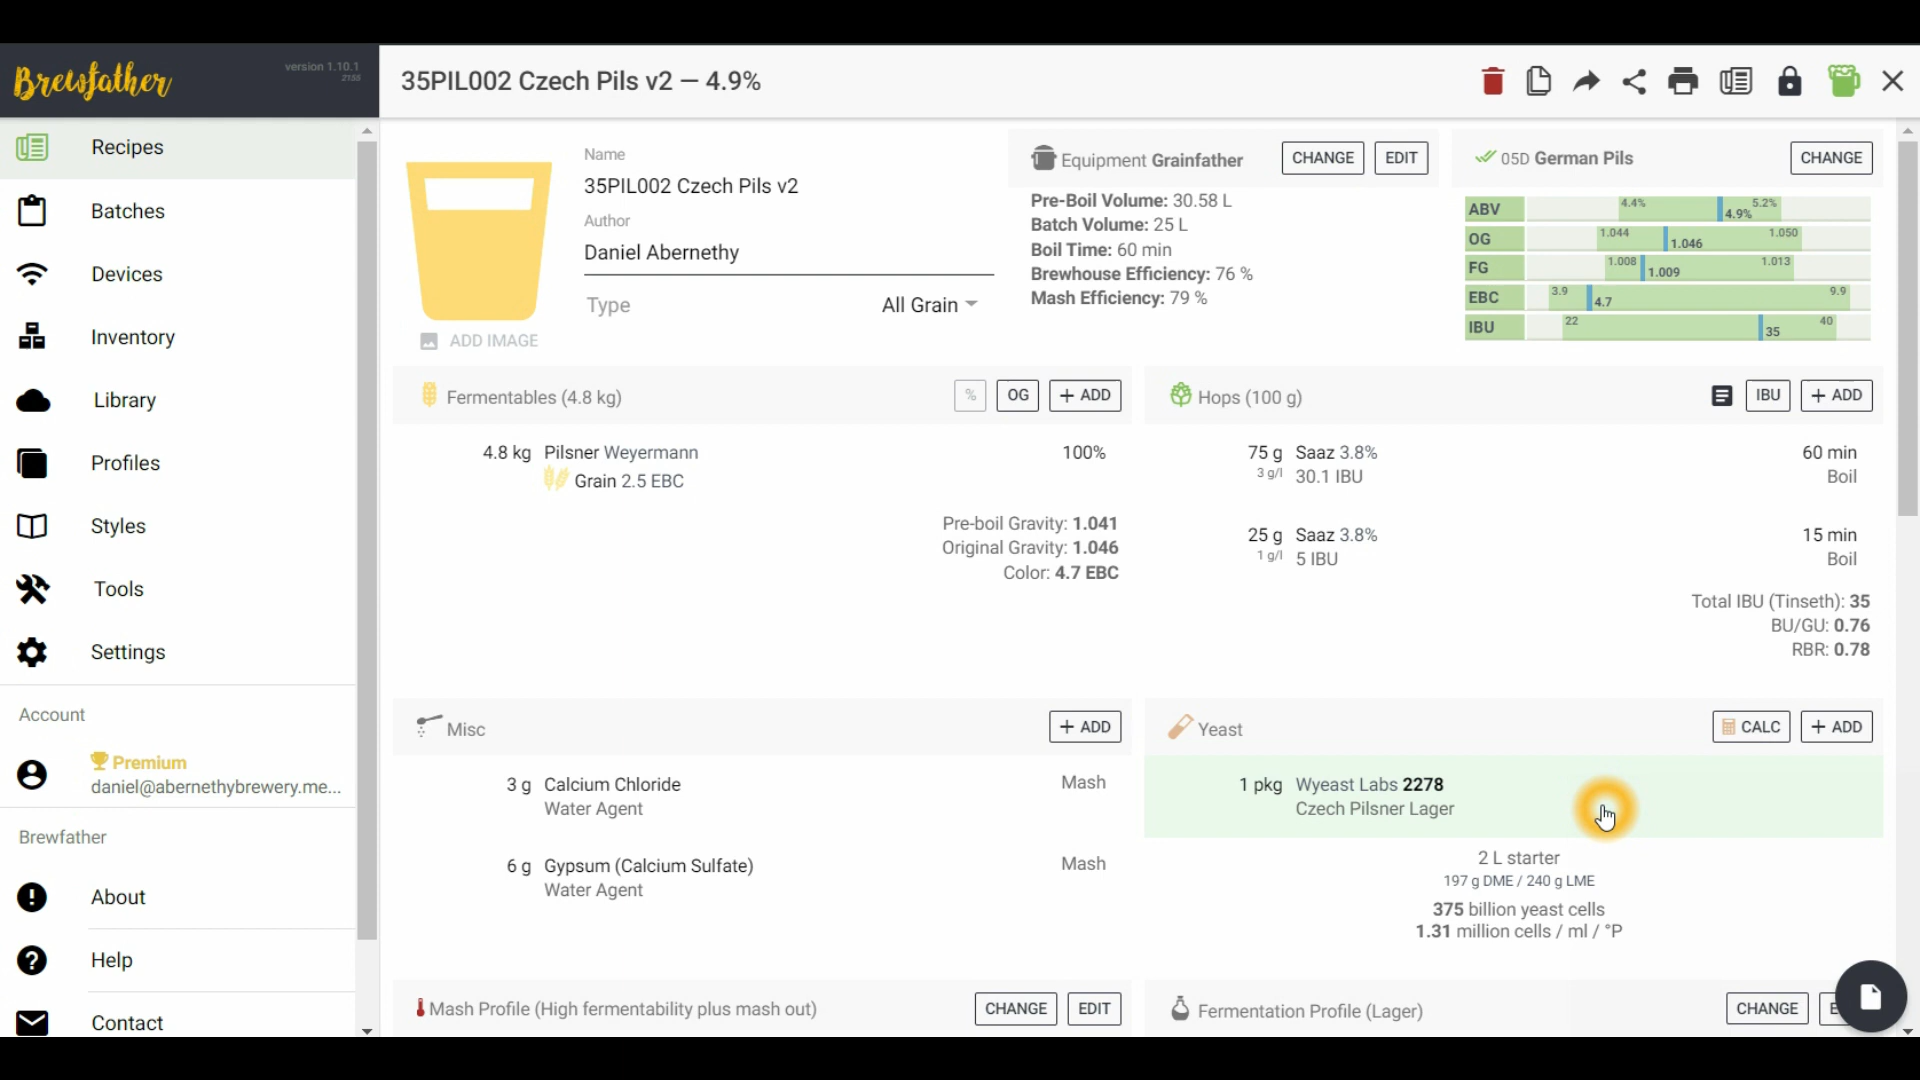 Brewfather
version 1.10.1
2155
35PIL002 Czech Pils v2 — 4.9%
Recipes
Batches
Devices
Inventory
Library
Profiles
Styles
Tools
Settings
Account
Premium
daniel@abernethybrewery.me...
Brewfather
About
Help
Contact
ADD IMAGE
Name
35PIL002 Czech Pils v2
Author
Daniel Abernethy
Type
All Grain
Equipment Grainfather
CHANGE
EDIT
Pre-Boil Volume: 30.58 L
Batch Volume: 25 L
Boil Time: 60 min
Brewhouse Efficiency: 76 %
Mash Efficiency: 79 %
05D German Pils
CHANGE
ABV 4.4% 4.9% 5.2%
OG 1.044 1.046 1.050
FG 1.008 1.009 1.013
EBC 3.9 4.7 9.9
IBU 22 35 40
Fermentables (4.8 kg)
%
OG
+ ADD
4.8 kg Pilsner Weyermann 100%
Grain 2.5 EBC
Pre-boil Gravity: 1.041
Original Gravity: 1.046
Color: 4.7 EBC
Hops (100 g)
IBU
+ ADD
75 g Saaz 3.8% 60 min
3 g/l 30.1 IBU Boil
25 g Saaz 3.8% 15 min
1 g/l 5 IBU Boil
Total IBU (Tinseth): 35
BU/GU: 0.76
RBR: 0.78
Misc
+ ADD
3 g Calcium Chloride Mash
Water Agent
6 g Gypsum (Calcium Sulfate) Mash
Water Agent
Yeast
CALC
+ ADD
1 pkg Wyeast Labs 2278
Czech Pilsner Lager
2 L starter
197 g DME / 240 g LME
375 billion yeast cells
1.31 million cells / ml / °P
Mash Profile (High fermentability plus mash out)
CHANGE
EDIT
Fermentation Profile (Lager)
CHANGE
E